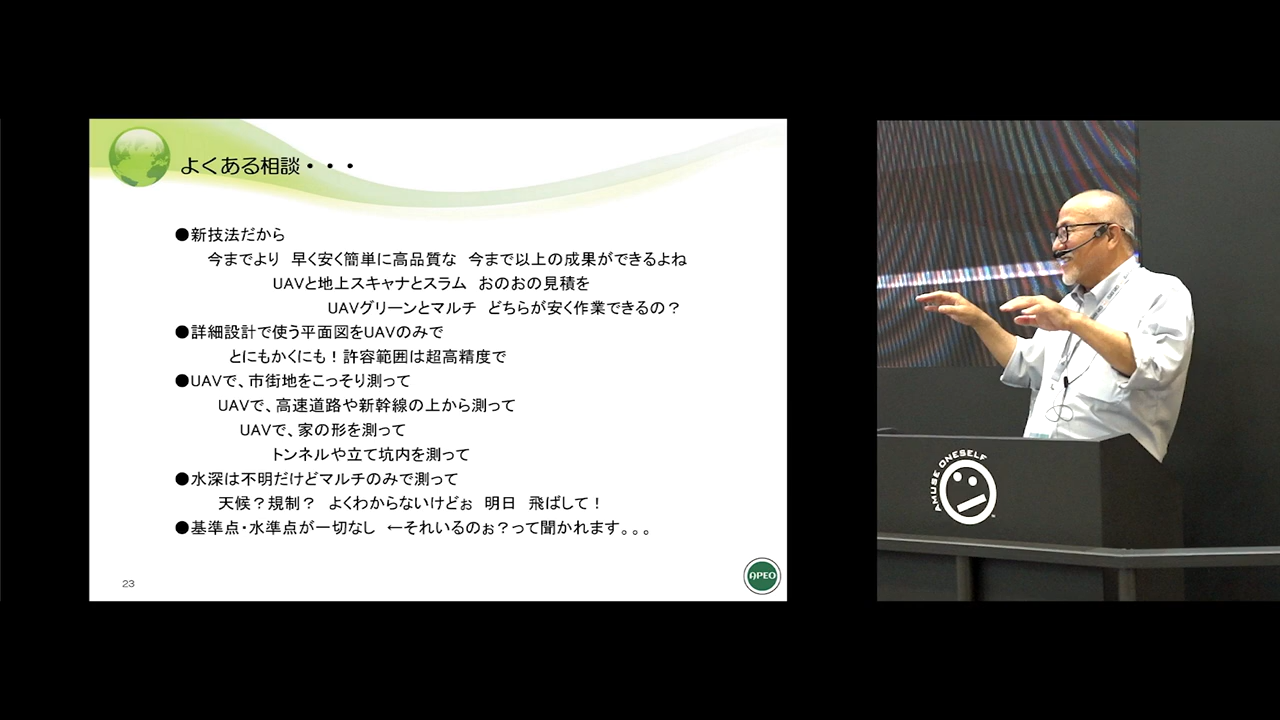 よくある相談・・・
●新技法だから
今までより 早く安く簡単に高品質な 今まで以上の成果ができるよね
UAVと地上スキャナとスラム おのおの見積を
UAVグリーンとマルチ どちらが安く作業できるの？
●詳細設計で使う平面図をUAVのみで
とにもかくにも！許容範囲は超高精度で
●UAVで、市街地をこっそり測って
UAVで、高速道路や新幹線の上から測って
UAVで、家の形を測って
トンネルや立て坑内を測って
●水深は不明だけどマルチのみで測って
天候？規制？ よくわからないけどぉ 明日 飛ばして！
●基準点・水準点が一切なし ←それいるのぉ？って聞かれます。。。
23
APEO
AMUSE ONESELF